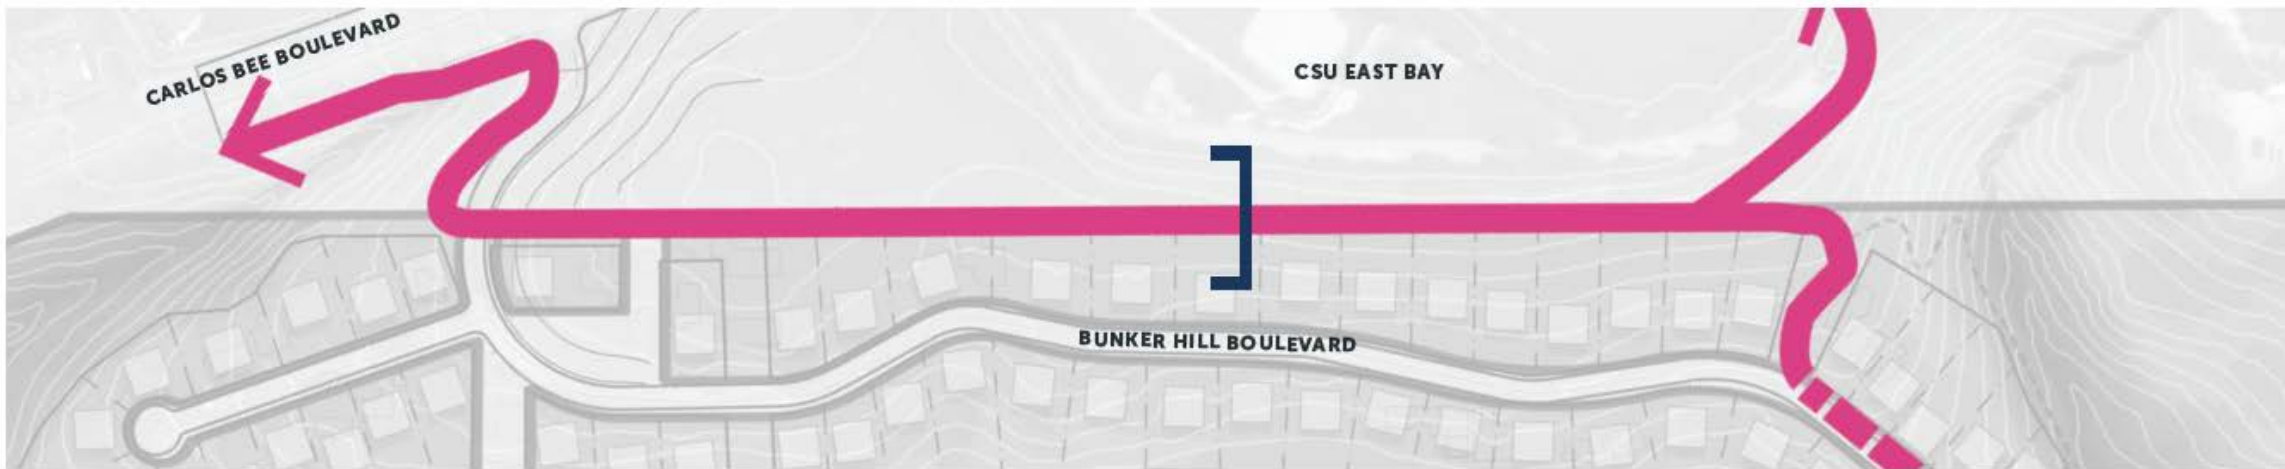 CARLOS BEE BOULEVARD
CSU EAST BAY
BUNKER HILL BOULEVARD